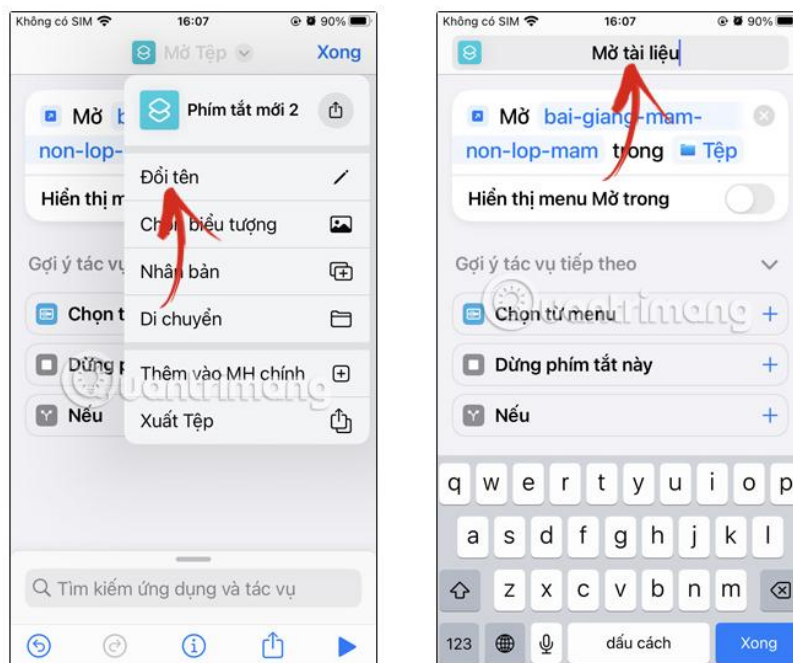 Không có SIM 16:07 90%
Mở Tệp Xong
Phím tắt mới 2
Mở
non-lop-
Hiển thị m
Đổi tên
Chọn biểu tượng
Nhân bản
Di chuyển
Thêm vào MH chính
Xuất Tệp
Gợi ý tác vụ
Chọn t
Dừng p
Nếu
Quantrimang
Tìm kiếm ứng dụng và tác vụ
Không có SIM 16:07 90%
Mở tài liệu
Mở bai-giang-mam-
non-lop-mam trong Tệp
Hiển thị menu Mở trong
Gợi ý tác vụ tiếp theo
Chọn từ menu
Quantrimang
Dừng phím tắt này
Nếu
q w e r t y u i o p
a s d f g h j k l
z x c v b n m
123 dấu cách Xong